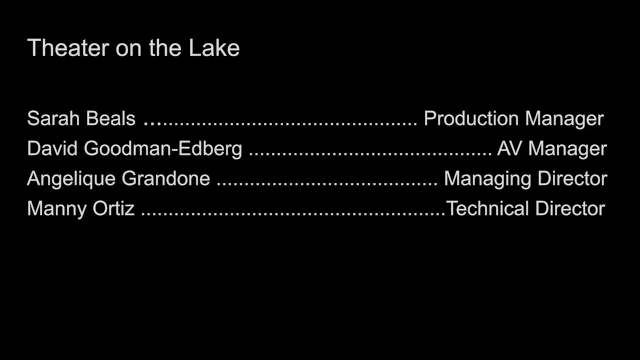 Theater on the Lake
Sarah Beals ................................................ Production Manager
David Goodman-Edberg ............................................ AV Manager
Angelique Grandone ........................................ Managing Director
Manny Ortiz .......................................................Technical Director